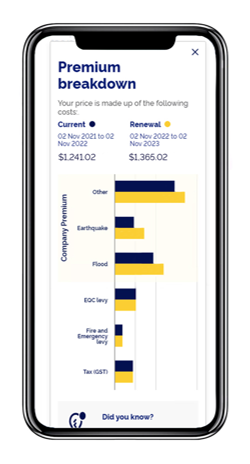 Premium
breakdown
Your price is made up of the following
costs:
Current
Renewal
02 Nov 2021 to 02
Nov 2022
02 Nov 2022 to 02
Nov 2023
$1,241.02
$1,365.02
Company Premium
Other
Earthquake
Flood
EQC levy
Fire and
Emergency
levy
Tax (GST)
Did you know?